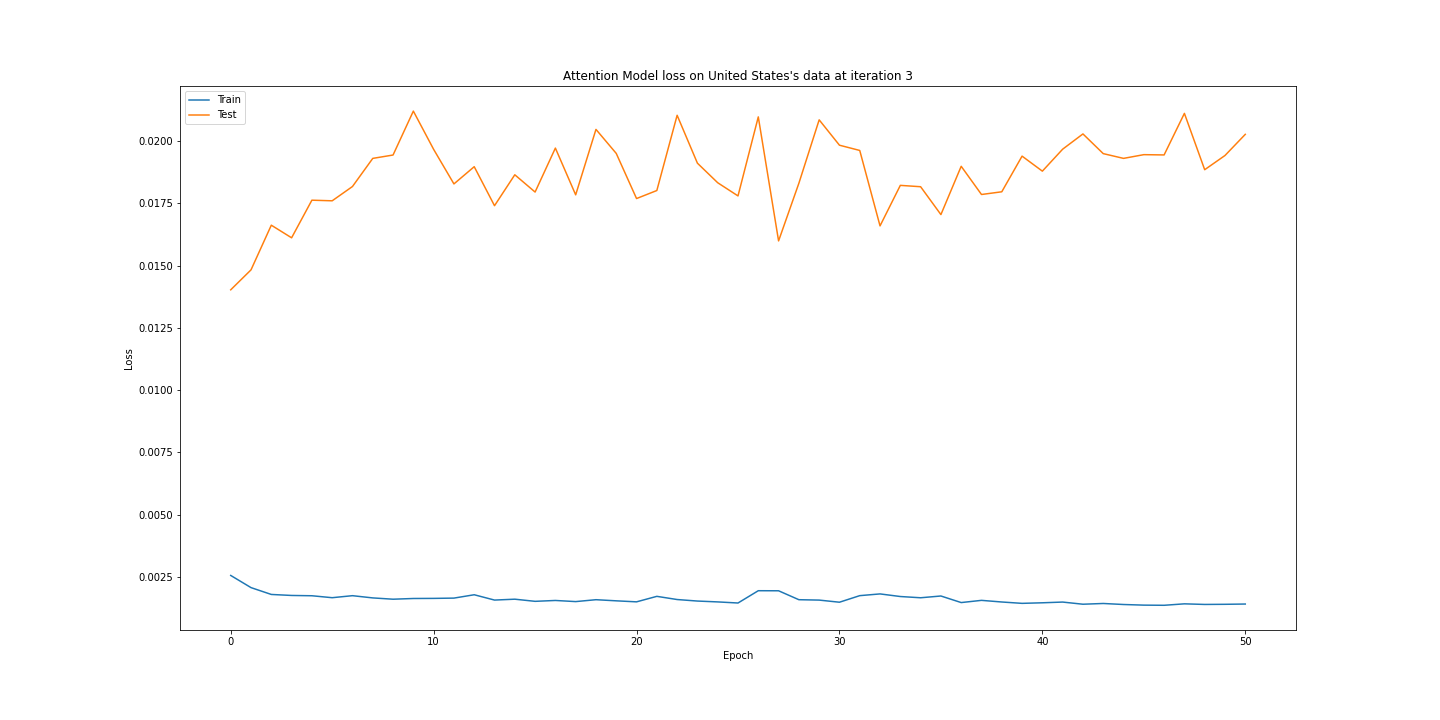 Attention Model loss on United States's data at iteration 3
Train
Test
0.0200
0.0175
0.0150
0.0125
0.0100
0.0075
0.0050
0.0025
Loss
0 10 20 30 40 50
Epoch